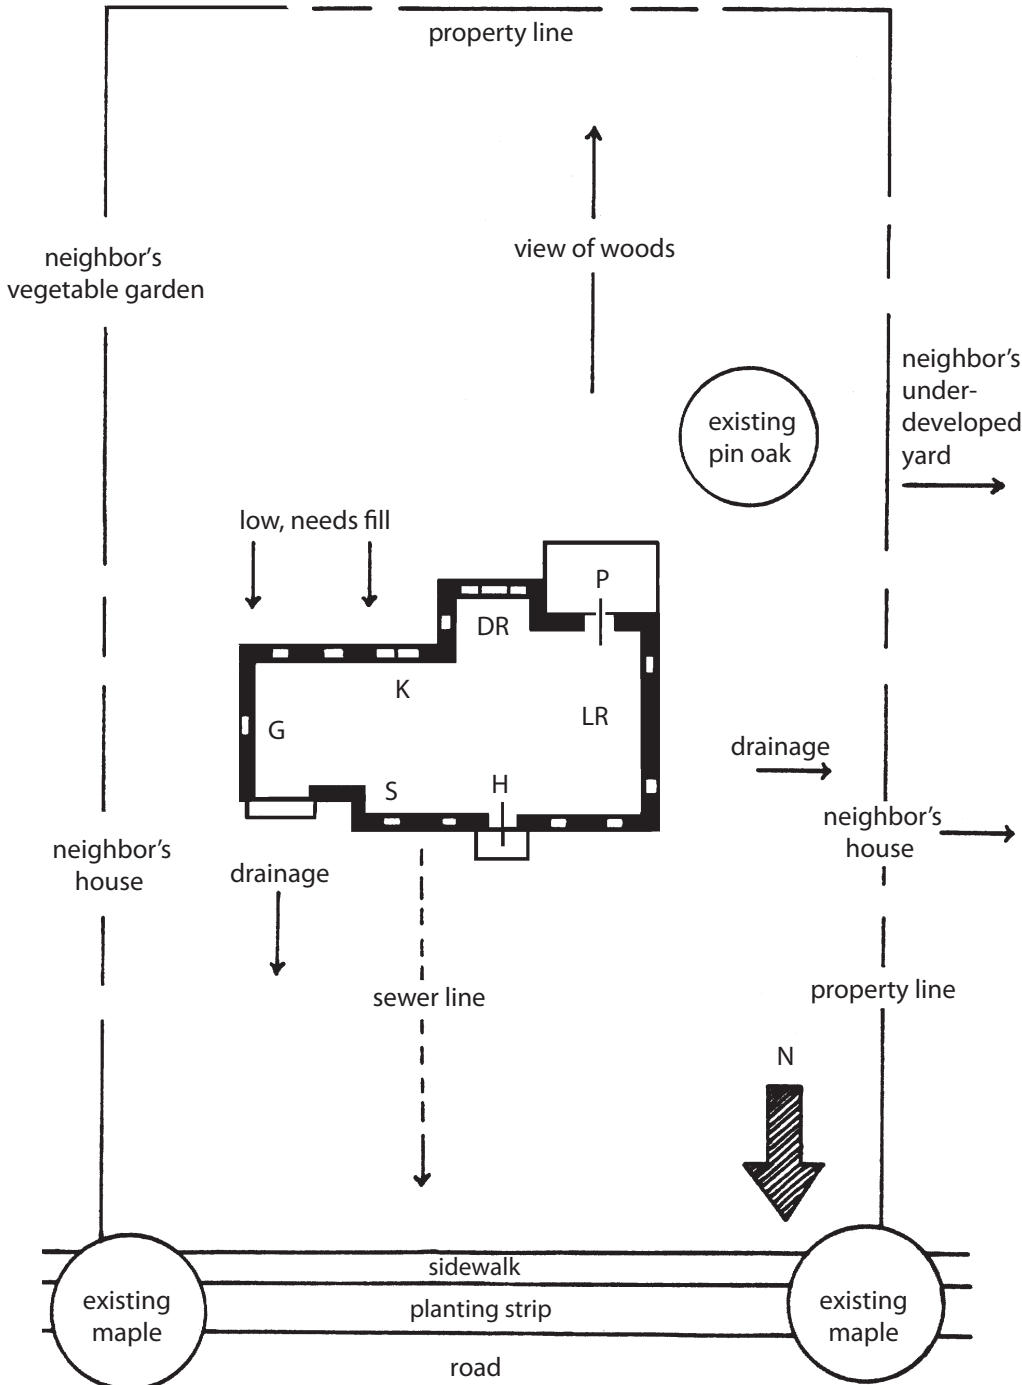 property line
view of woods
neighbor's
vegetable garden
neighbor's
under-
developed
yard
existing
pin oak
low, needs fill
P
DR
K
LR
G
drainage
S
H
neighbor's
house
neighbor's
house
drainage
sewer line
property line
N
sidewalk
existing
maple
planting strip
existing
maple
road